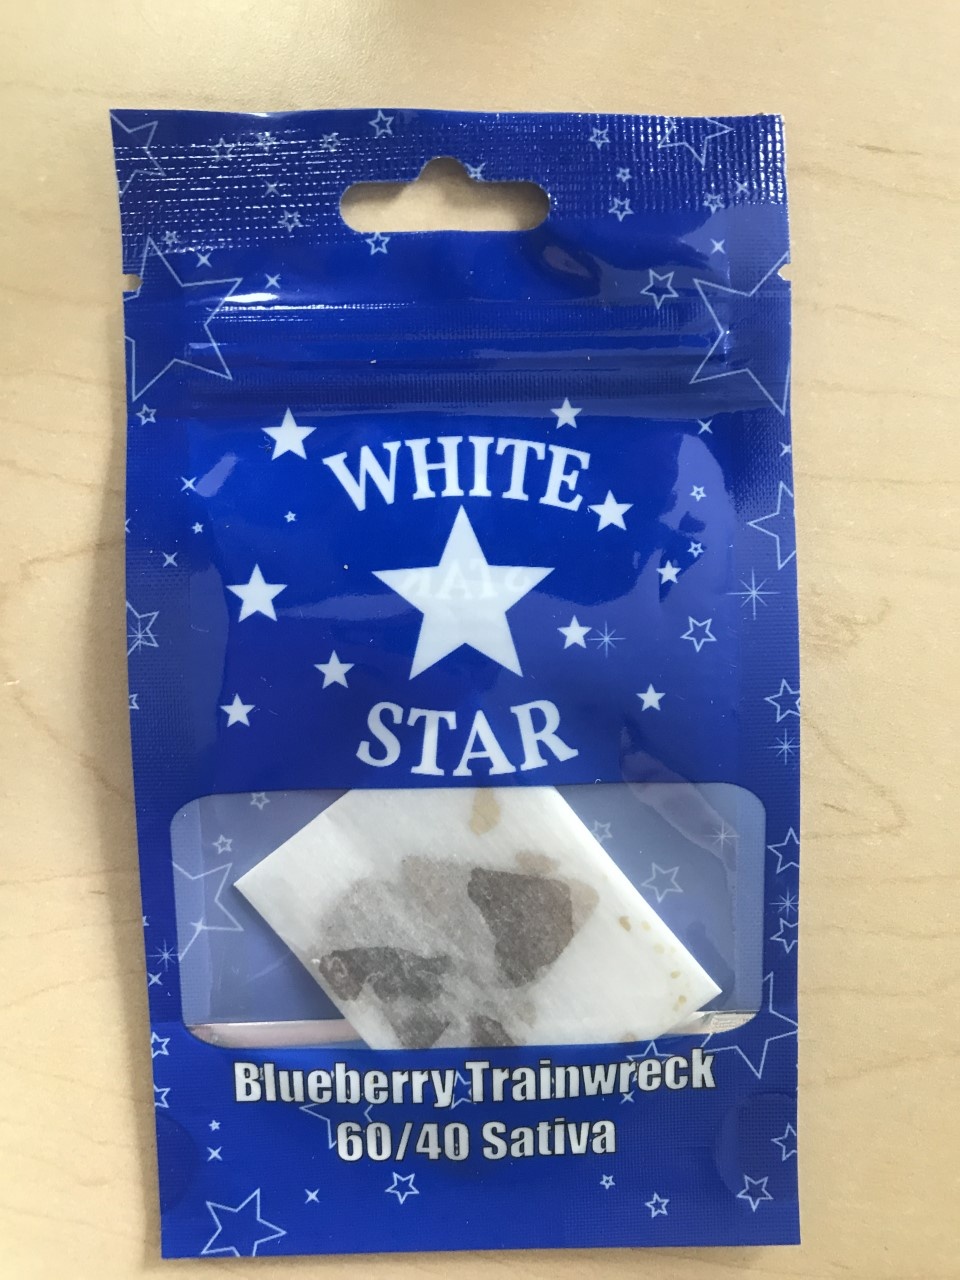 WHITE
STAR
Blueberry Trainwreck
60/40 Sativa